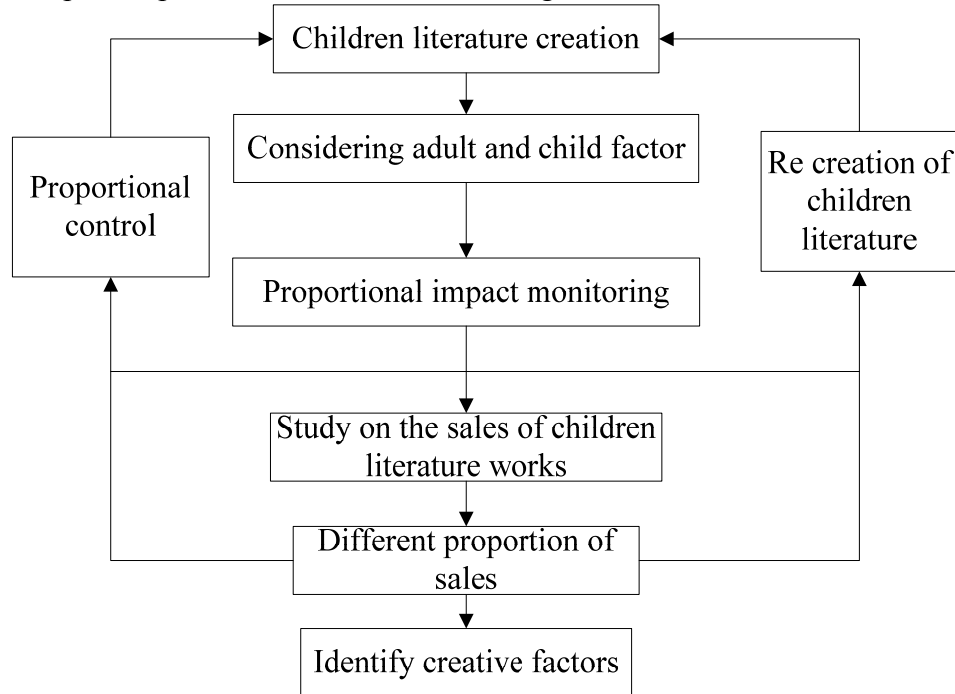 Children literature creation
Considering adult and child factor
Proportional
control
Re creation of
children
literature
Proportional impact monitoring
Study on the sales of children
literature works
Different proportion of
sales
Identify creative factors